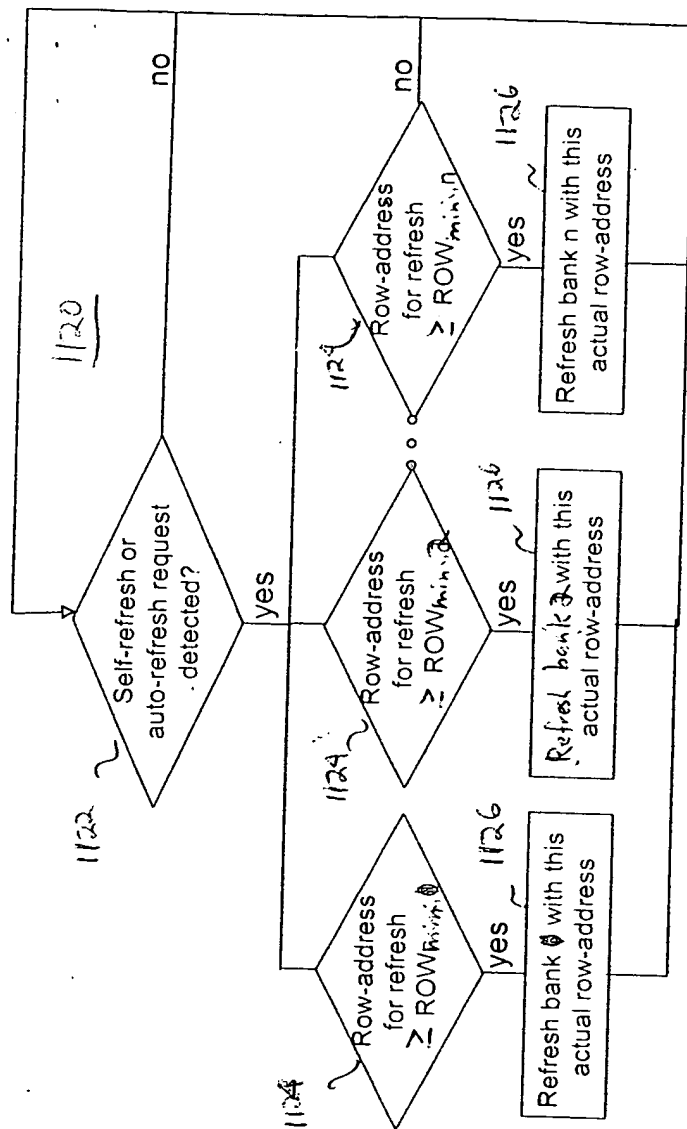 1120
Self-refresh or
auto-refresh request
detected?
1122
no
yes
1124
Row-address
for refresh
≥ ROW
yes
1126
Refresh bank with this
actual row-address
1124
Row-address
for refresh
≥ ROWmin,2
yes
1126
Refresh bank 2 with this
actual row-address
1124
Row-address
for refresh
≥ ROWmin,n
no
yes
1126
Refresh bank n with this
actual row-address